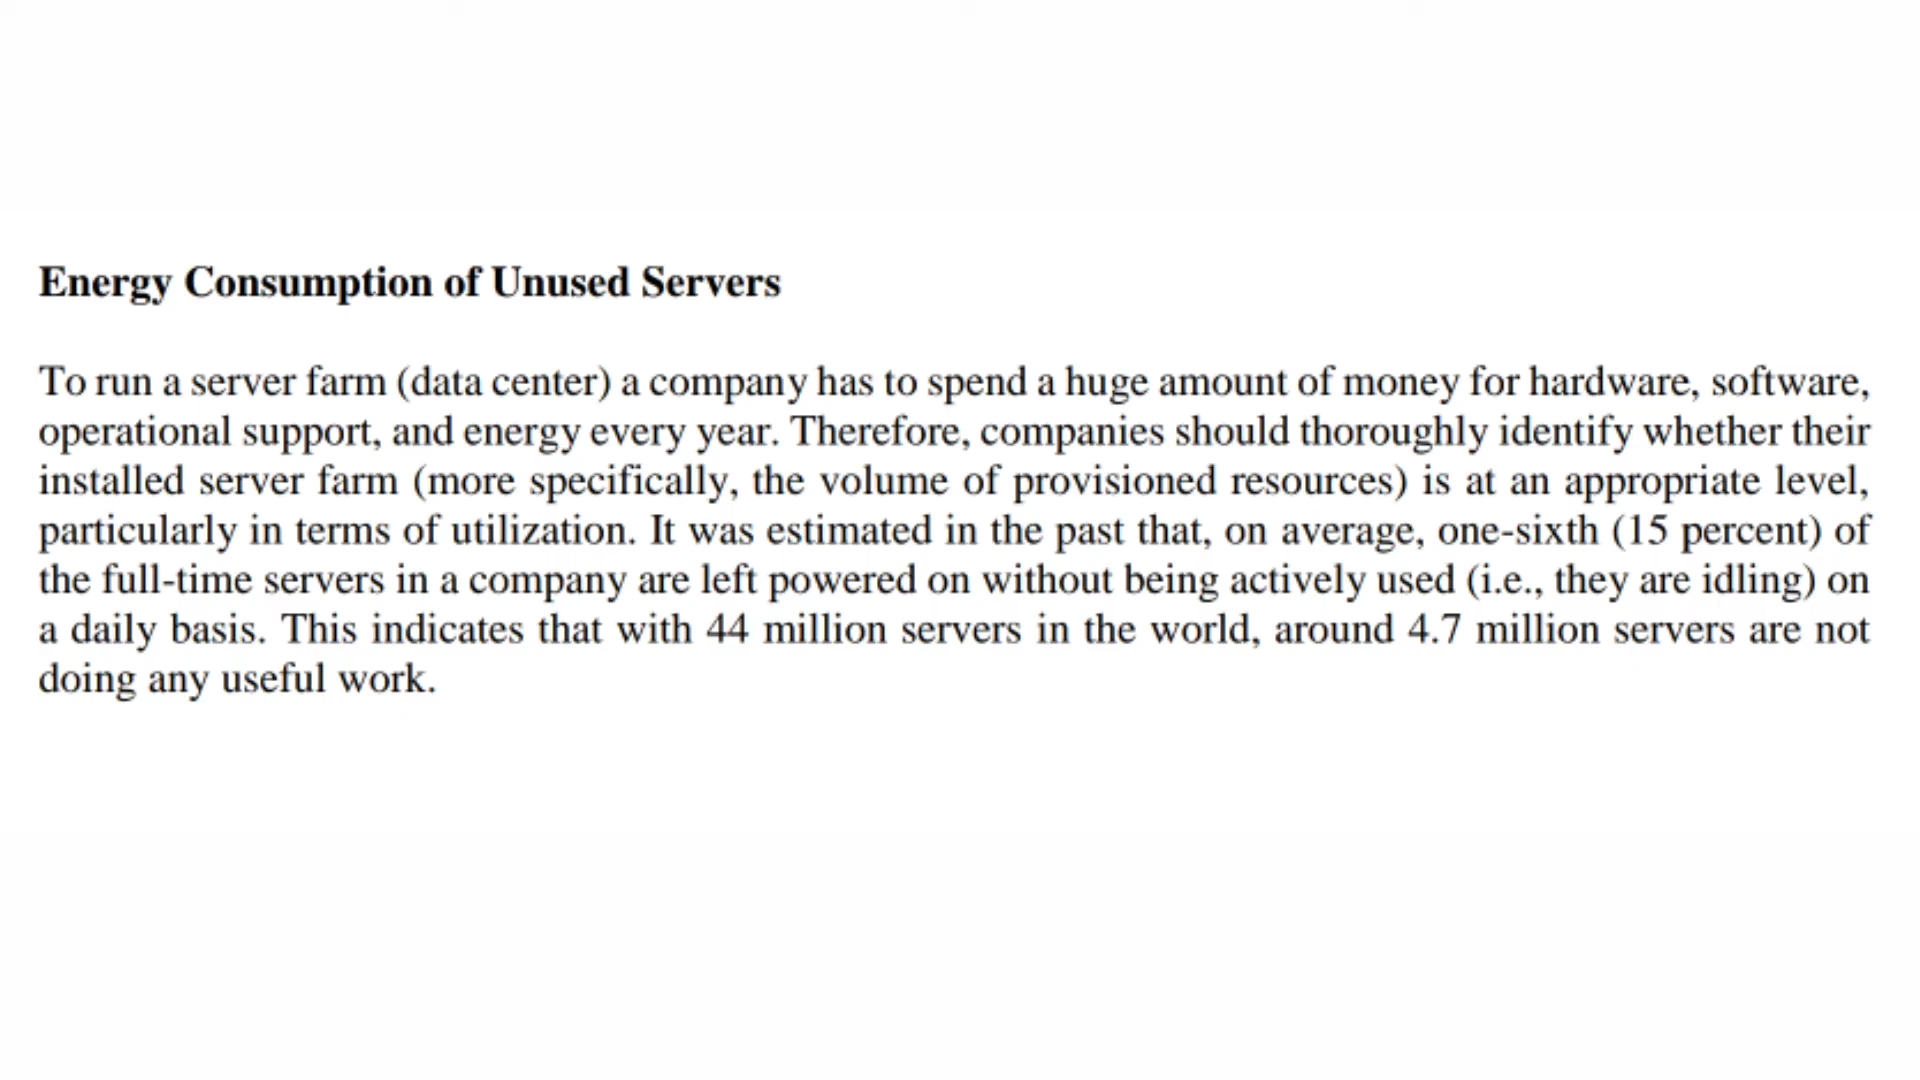 Energy Consumption of Unused Servers
To run a server farm (data center) a company has to spend a huge amount of money for hardware, software,
operational support, and energy every year. Therefore, companies should thoroughly identify whether their
installed server farm (more specifically, the volume of provisioned resources) is at an appropriate level,
particularly in terms of utilization. It was estimated in the past that, on average, one-sixth (15 percent) of
the full-time servers in a company are left powered on without being actively used (i.e., they are idling) on
a daily basis. This indicates that with 44 million servers in the world, around 4.7 million servers are not
doing any useful work.